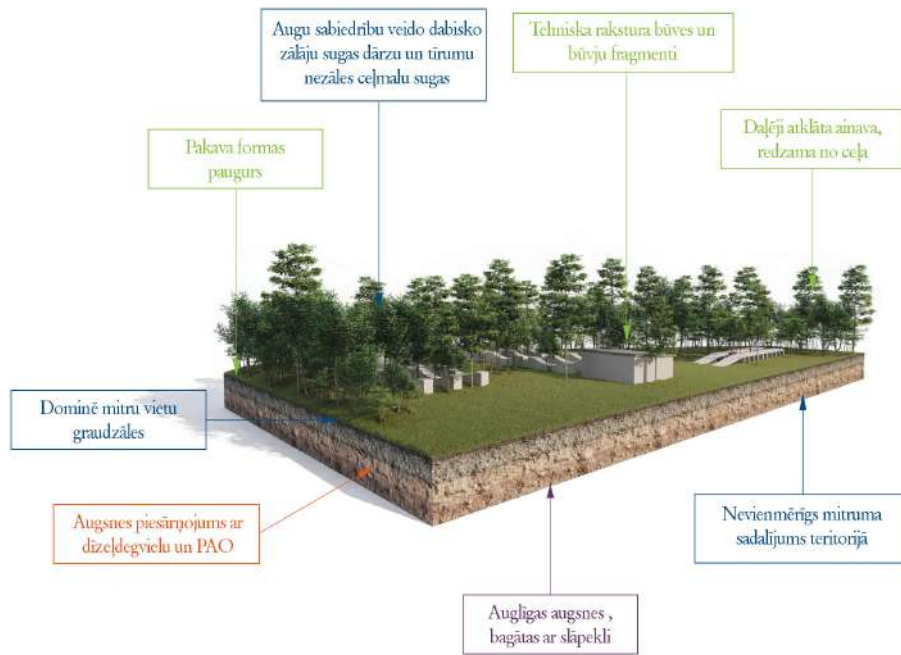 Augu sabiedrību veido dabisko
zālāju sugas dārzu un tīrumu
nezāles ceļmalu sugas
Tehniska rakstura būves un
būvju fragmenti
Daļēji atklāta ainava,
redzama no ceļa
Pakava formas
paugurs
Dominē mitru vietu
graudzāles
Augsnes piesārņojums ar
dīzeļdegvielu un PAO
Nevienmērīgs mitruma
sadalījums teritorijā
Auglīgas augsnes ,
bagātas ar slāpekli